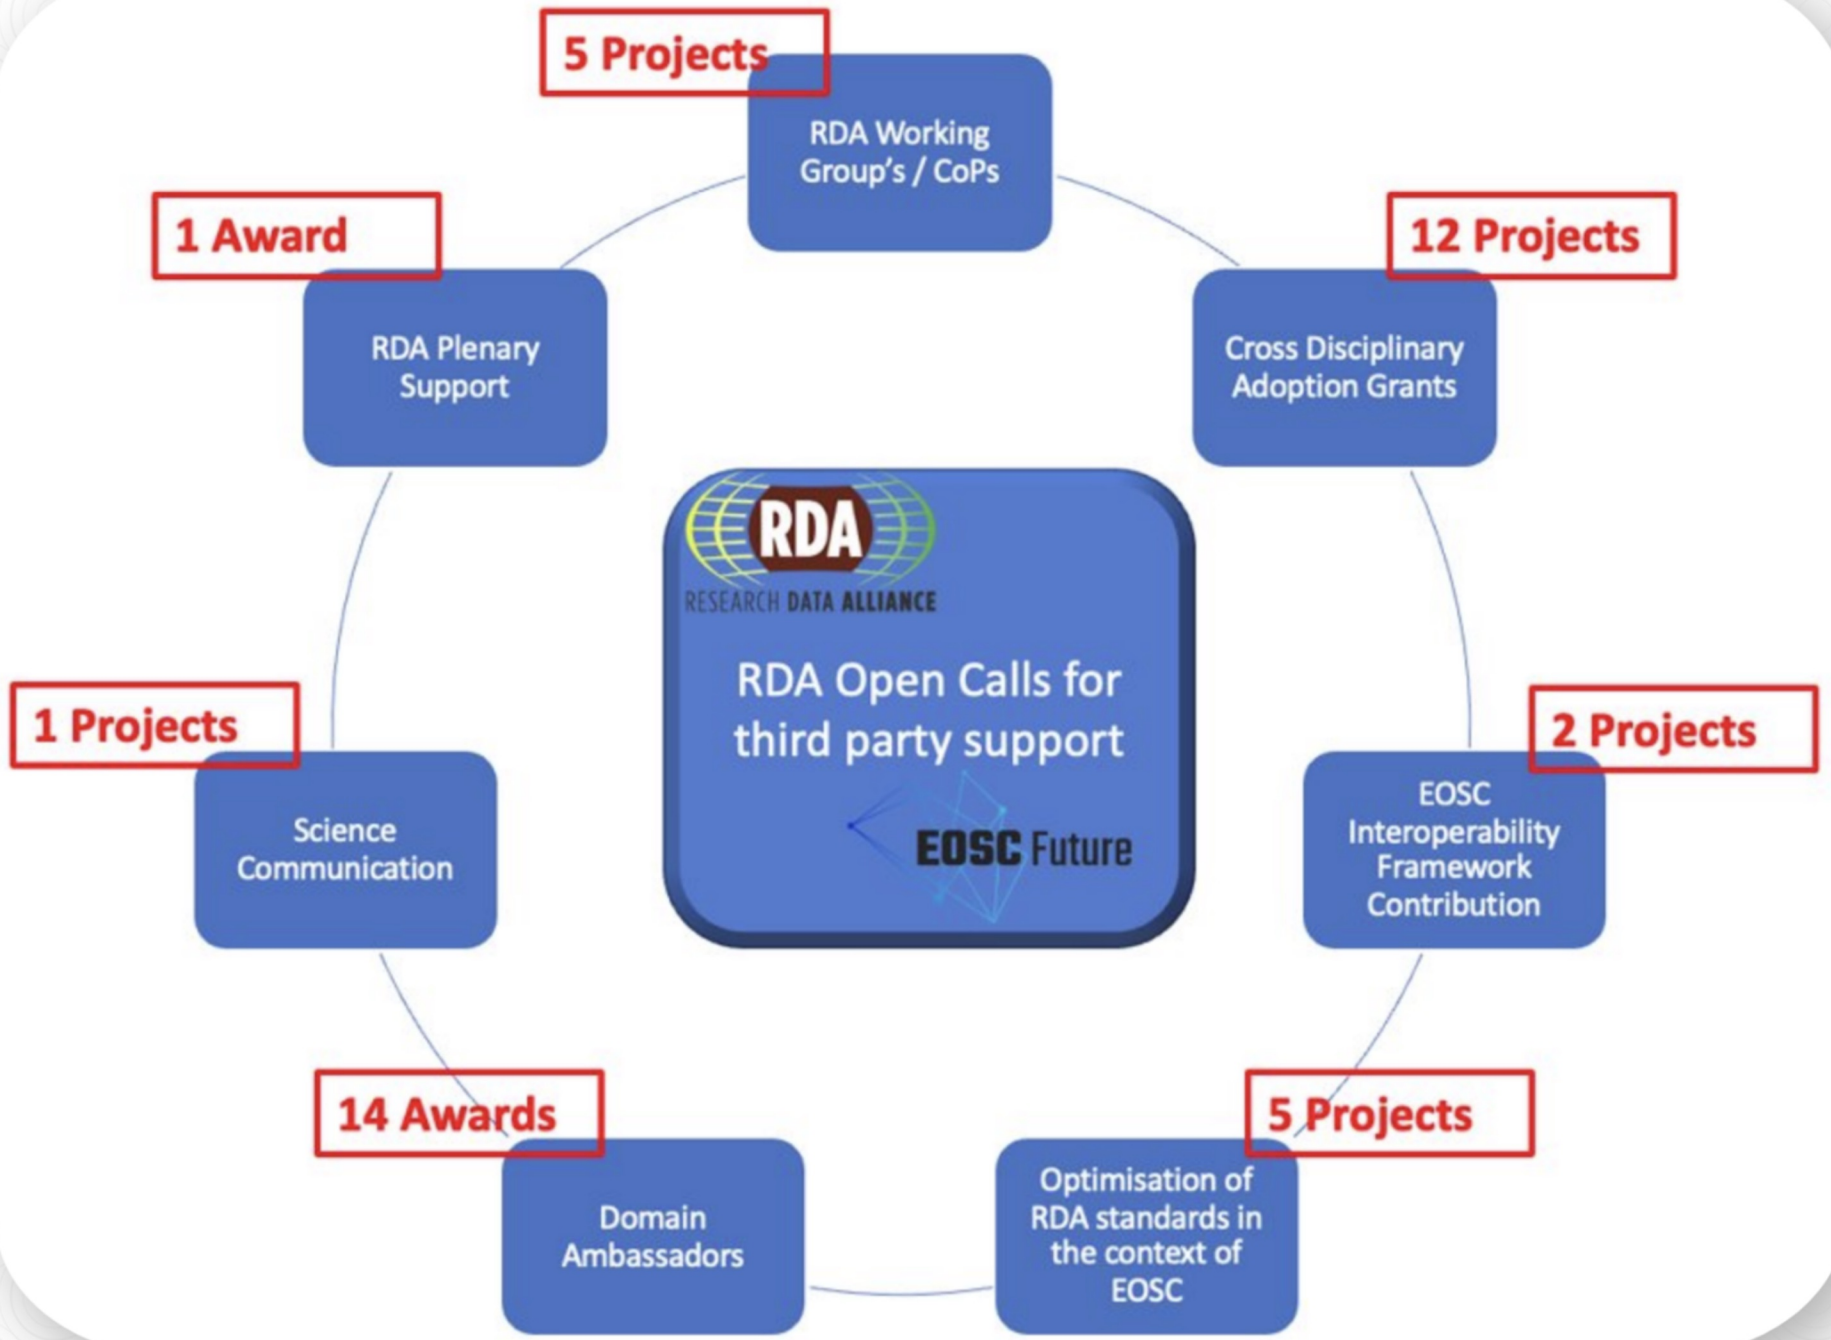 5 Projects
RDA Working
Group's / CoPs
1 Award
12 Projects
RDA Plenary
Support
Cross Disciplinary
Adoption Grants
RDA
RESEARCH DATA ALLIANCE
RDA Open Calls for
third party support
EOSC Future
1 Projects
2 Projects
Science
Communication
EOSC
Interoperability
Framework
Contribution
14 Awards
5 Projects
Domain
Ambassadors
Optimisation of
RDA standards in
the context of
EOSC